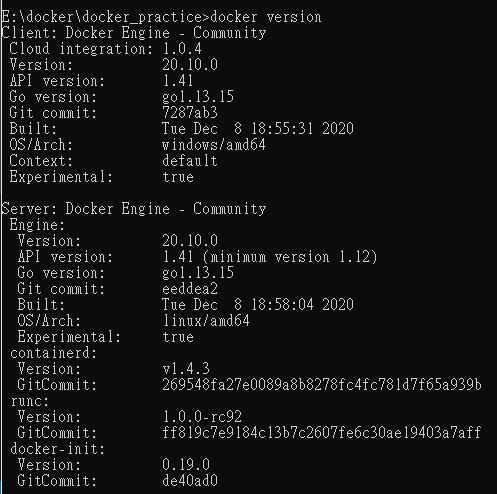 E:\docker\docker_practice>docker version
Client: Docker Engine - Community
 Cloud integration: 1.0.4
 Version:           20.10.0
 API version:       1.41
 Go version:        go1.13.15
 Git commit:        7287ab3
 Built:             Tue Dec  8 18:55:31 2020
 OS/Arch:           windows/amd64
 Context:           default
 Experimental:      true

Server: Docker Engine - Community
 Engine:
  Version:          20.10.0
  API version:      1.41 (minimum version 1.12)
  Go version:       go1.13.15
  Git commit:       eeddea2
  Built:            Tue Dec  8 18:58:04 2020
  OS/Arch:          linux/amd64
  Experimental:     true
 containerd:
  Version:          v1.4.3
  GitCommit:        269548fa27e0089a8b8278fc4fc781d7f65a939b
 runc:
  Version:          1.0.0-rc92
  GitCommit:        ff819c7e9184c13b7c2607fe6c30ae19403a7aff
 docker-init:
  Version:          0.19.0
  GitCommit:        de40ad0